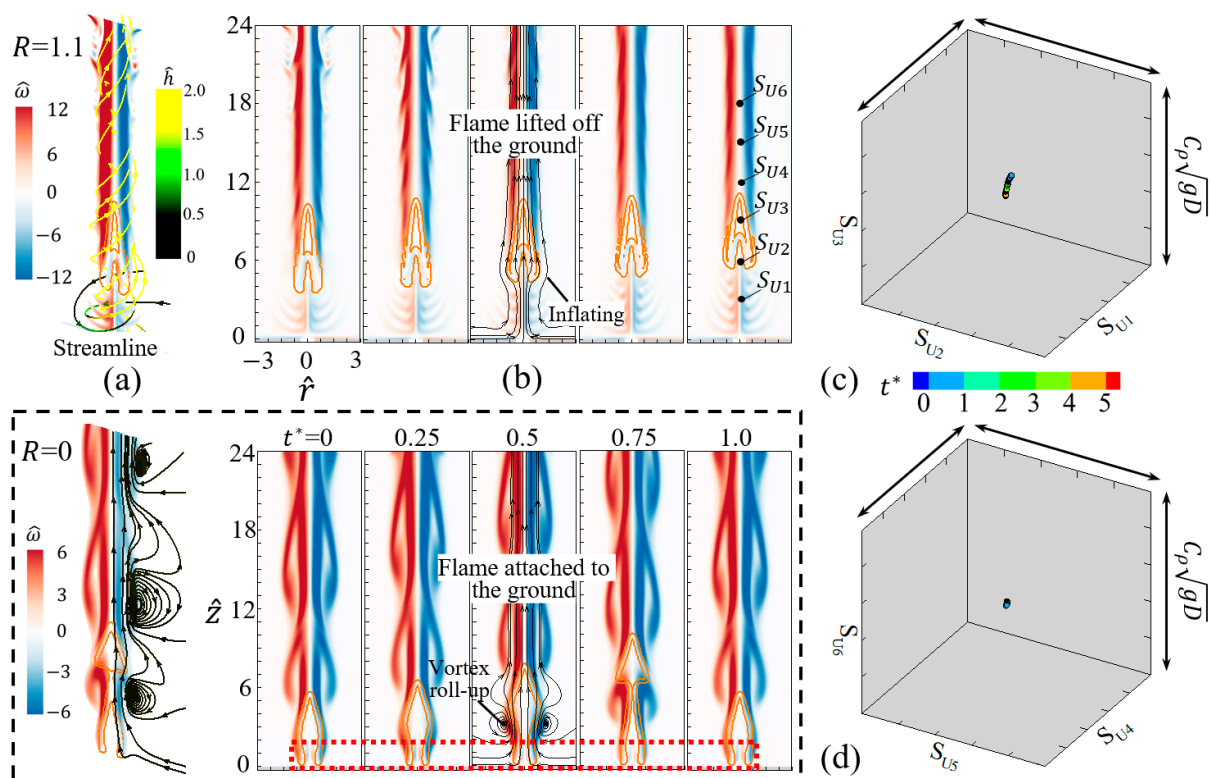 R=1.1
ω̂
12
6
0
−6
−12
ĥ
2.0
1.5
1.0
0.5
0
Streamline
(a)
24
18
12
6
0
−3 0 3
r̂
Flame lifted off
the ground
Inflating
S_U6
S_U5
S_U4
S_U3
S_U2
S_U1
(b)
C_ρ√gD
S_U3
S_U2
S_U1
(c)
t* 0 1 2 3 4 5
R=0
ω̂
6
3
0
−3
−6
ẑ
t*=0 0.25 0.5 0.75 1.0
24
18
12
6
0
Flame attached to
the ground
Vortex
roll-up
C_ρ√gD
S_U6
S_U5
S_U4
(d)